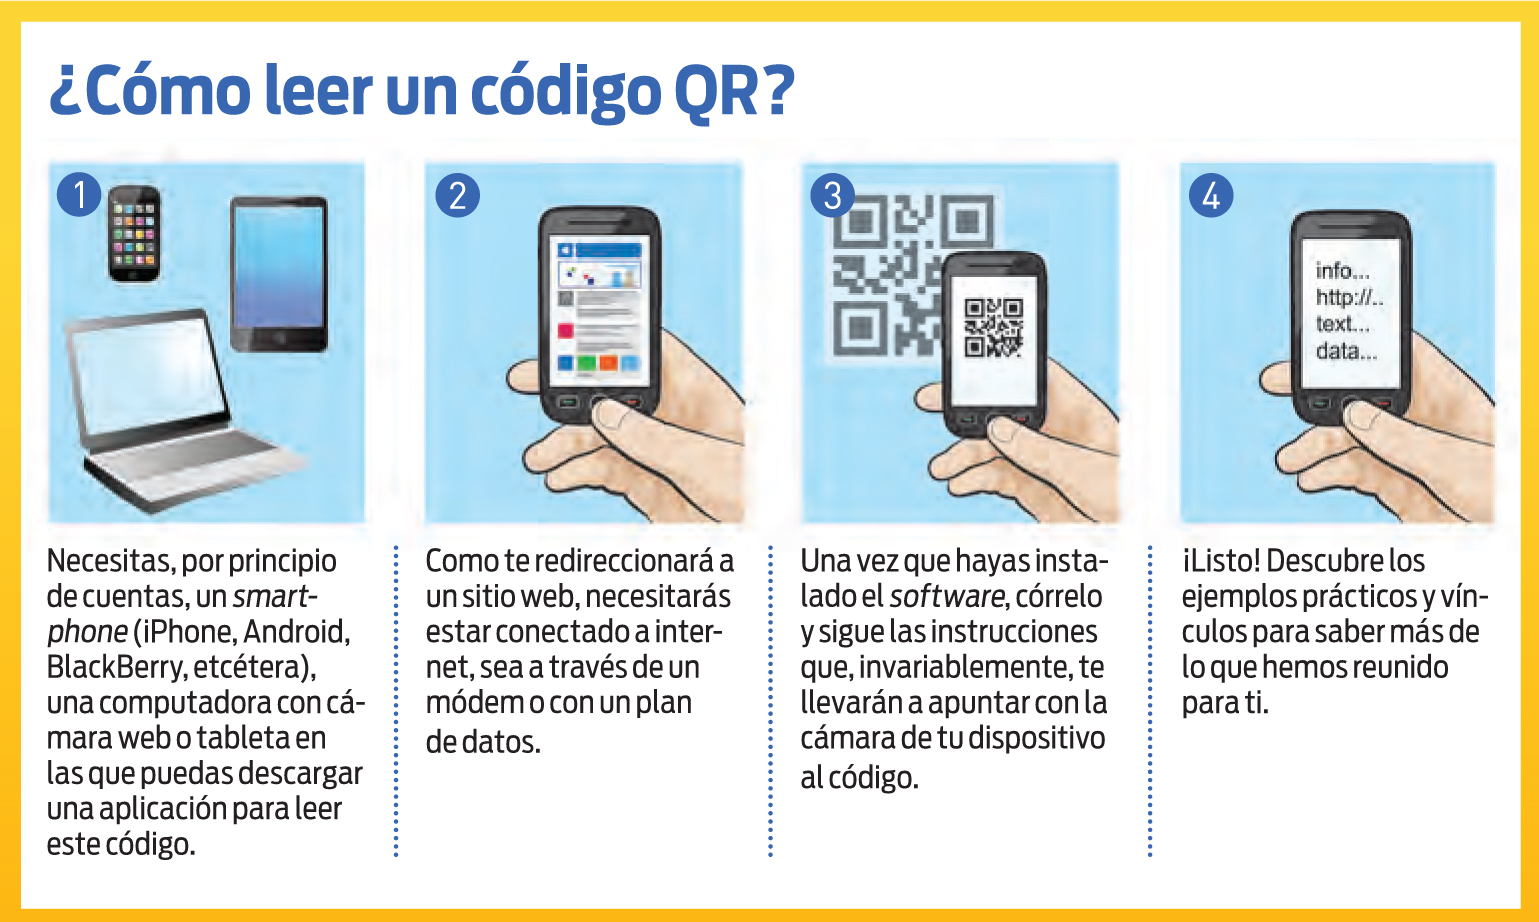 ¿Cómo leer un código QR?
1
Necesitas, por principio
de cuentas, un smart-
phone (iPhone, Android,
BlackBerry, etcétera),
una computadora con cá-
mara web o tableta en
las que puedas descargar
una aplicación para leer
este código.
2
Como te redireccionará a
un sitio web, necesitarás
estar conectado a inter-
net, sea a través de un
módem o con un plan
de datos.
3
Una vez que hayas insta-
lado el software, córrelo
y sigue las instrucciones
que, invariablemente, te
llevarán a apuntar con la
cámara de tu dispositivo
al código.
4
info...
http://..
text...
data...
¡Listo! Descubre los
ejemplos prácticos y vín-
culos para saber más de
lo que hemos reunido
para ti.